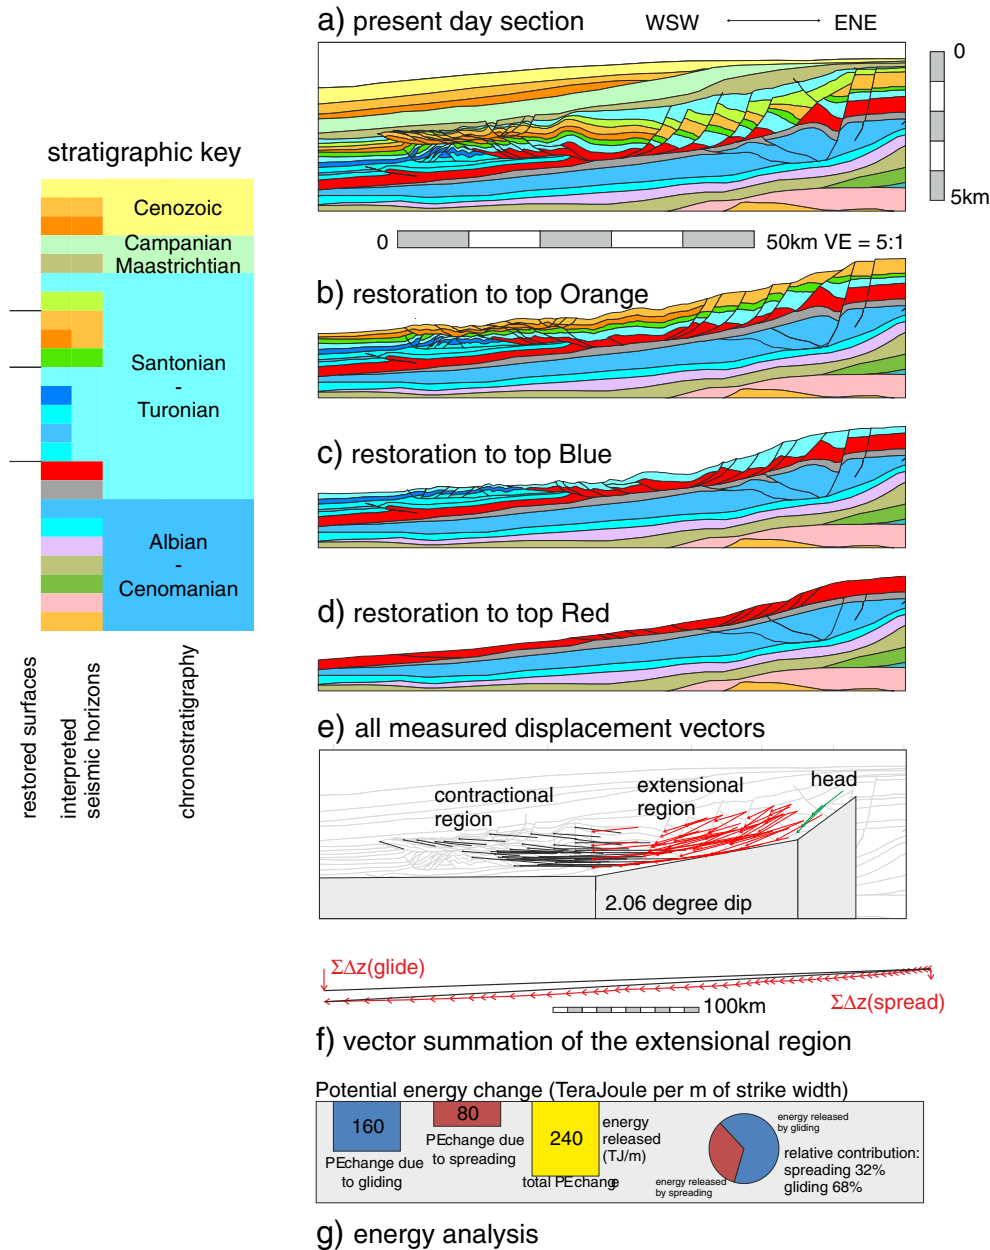 a) present day section
WSW
ENE
0
5km
stratigraphic key
Cenozoic
Campanian
Maastrichtian
Santonian
-
Turonian
Albian
-
Cenomanian
restored surfaces
interpreted
seismic horizons
chronostratigraphy
0
50km VE = 5:1
b) restoration to top Orange
c) restoration to top Blue
d) restoration to top Red
e) all measured displacement vectors
contractional
region
extensional
region
head
2.06 degree dip
ΣΔz(glide)
100km
ΣΔz(spread)
f) vector summation of the extensional region
Potential energy change (TeraJoule per m of strike width)
160
PEchange due
to gliding
80
PEchange due
to spreading
240
total PEchange
energy
released
(TJ/m)
energy released
by gliding
energy released
by spreading
relative contribution:
spreading 32%
gliding 68%
g) energy analysis